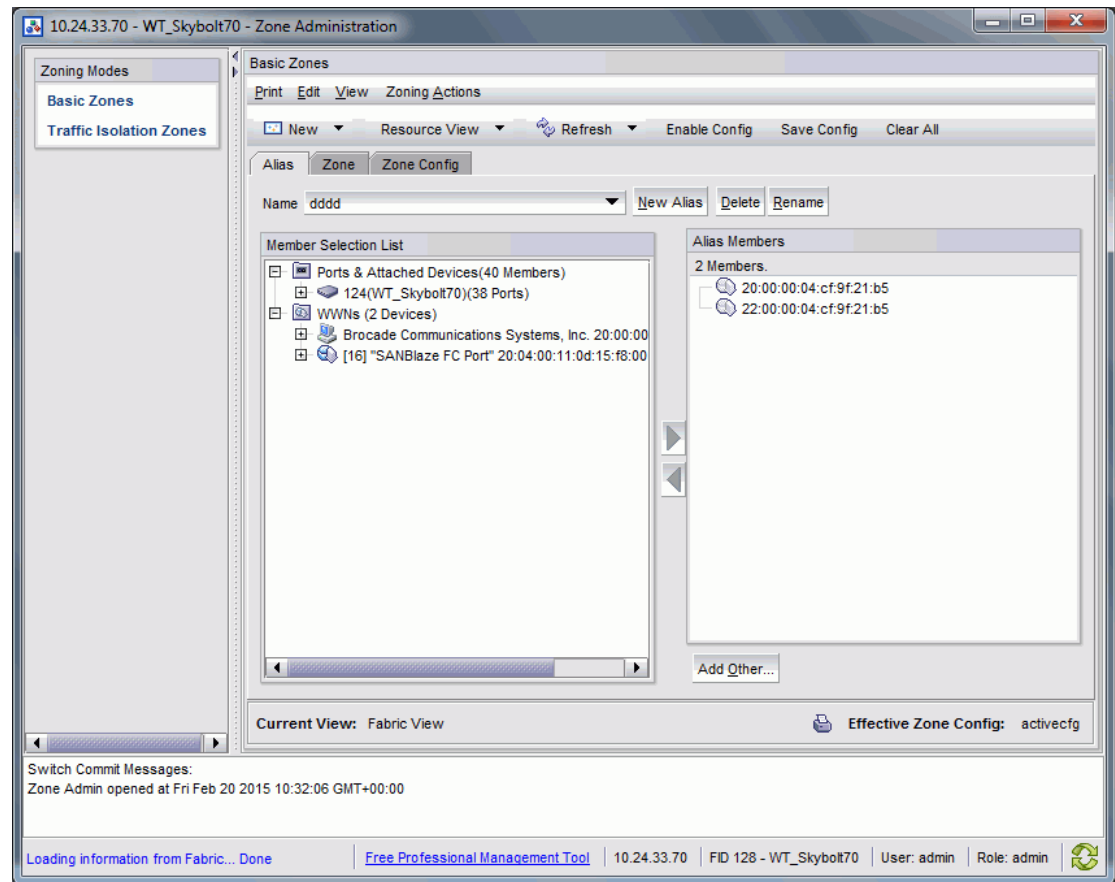 10.24.33.70 - WT_Skybolt70 - Zone Administration
Zoning Modes
Basic Zones
Traffic Isolation Zones
Basic Zones
Print Edit View Zoning Actions
New Resource View Refresh Enable Config Save Config Clear All
Alias Zone Zone Config
Name dddd New Alias Delete Rename
Member Selection List
Ports & Attached Devices(40 Members)
124(WT_Skybolt70)(38 Ports)
WWNs (2 Devices)
Brocade Communications Systems, Inc. 20:00:00
[16] "SANBlaze FC Port" 20:04:00:11:0d:15:f8:00
Alias Members
2 Members.
20:00:00:04:cf:9f:21:b5
22:00:00:04:cf:9f:21:b5
Add Other...
Current View: Fabric View Effective Zone Config: activecfg
Switch Commit Messages:
Zone Admin opened at Fri Feb 20 2015 10:32:06 GMT+00:00
Loading information from Fabric... Done Free Professional Management Tool 10.24.33.70 FID 128 - WT_Skybolt70 User: admin Role: admin